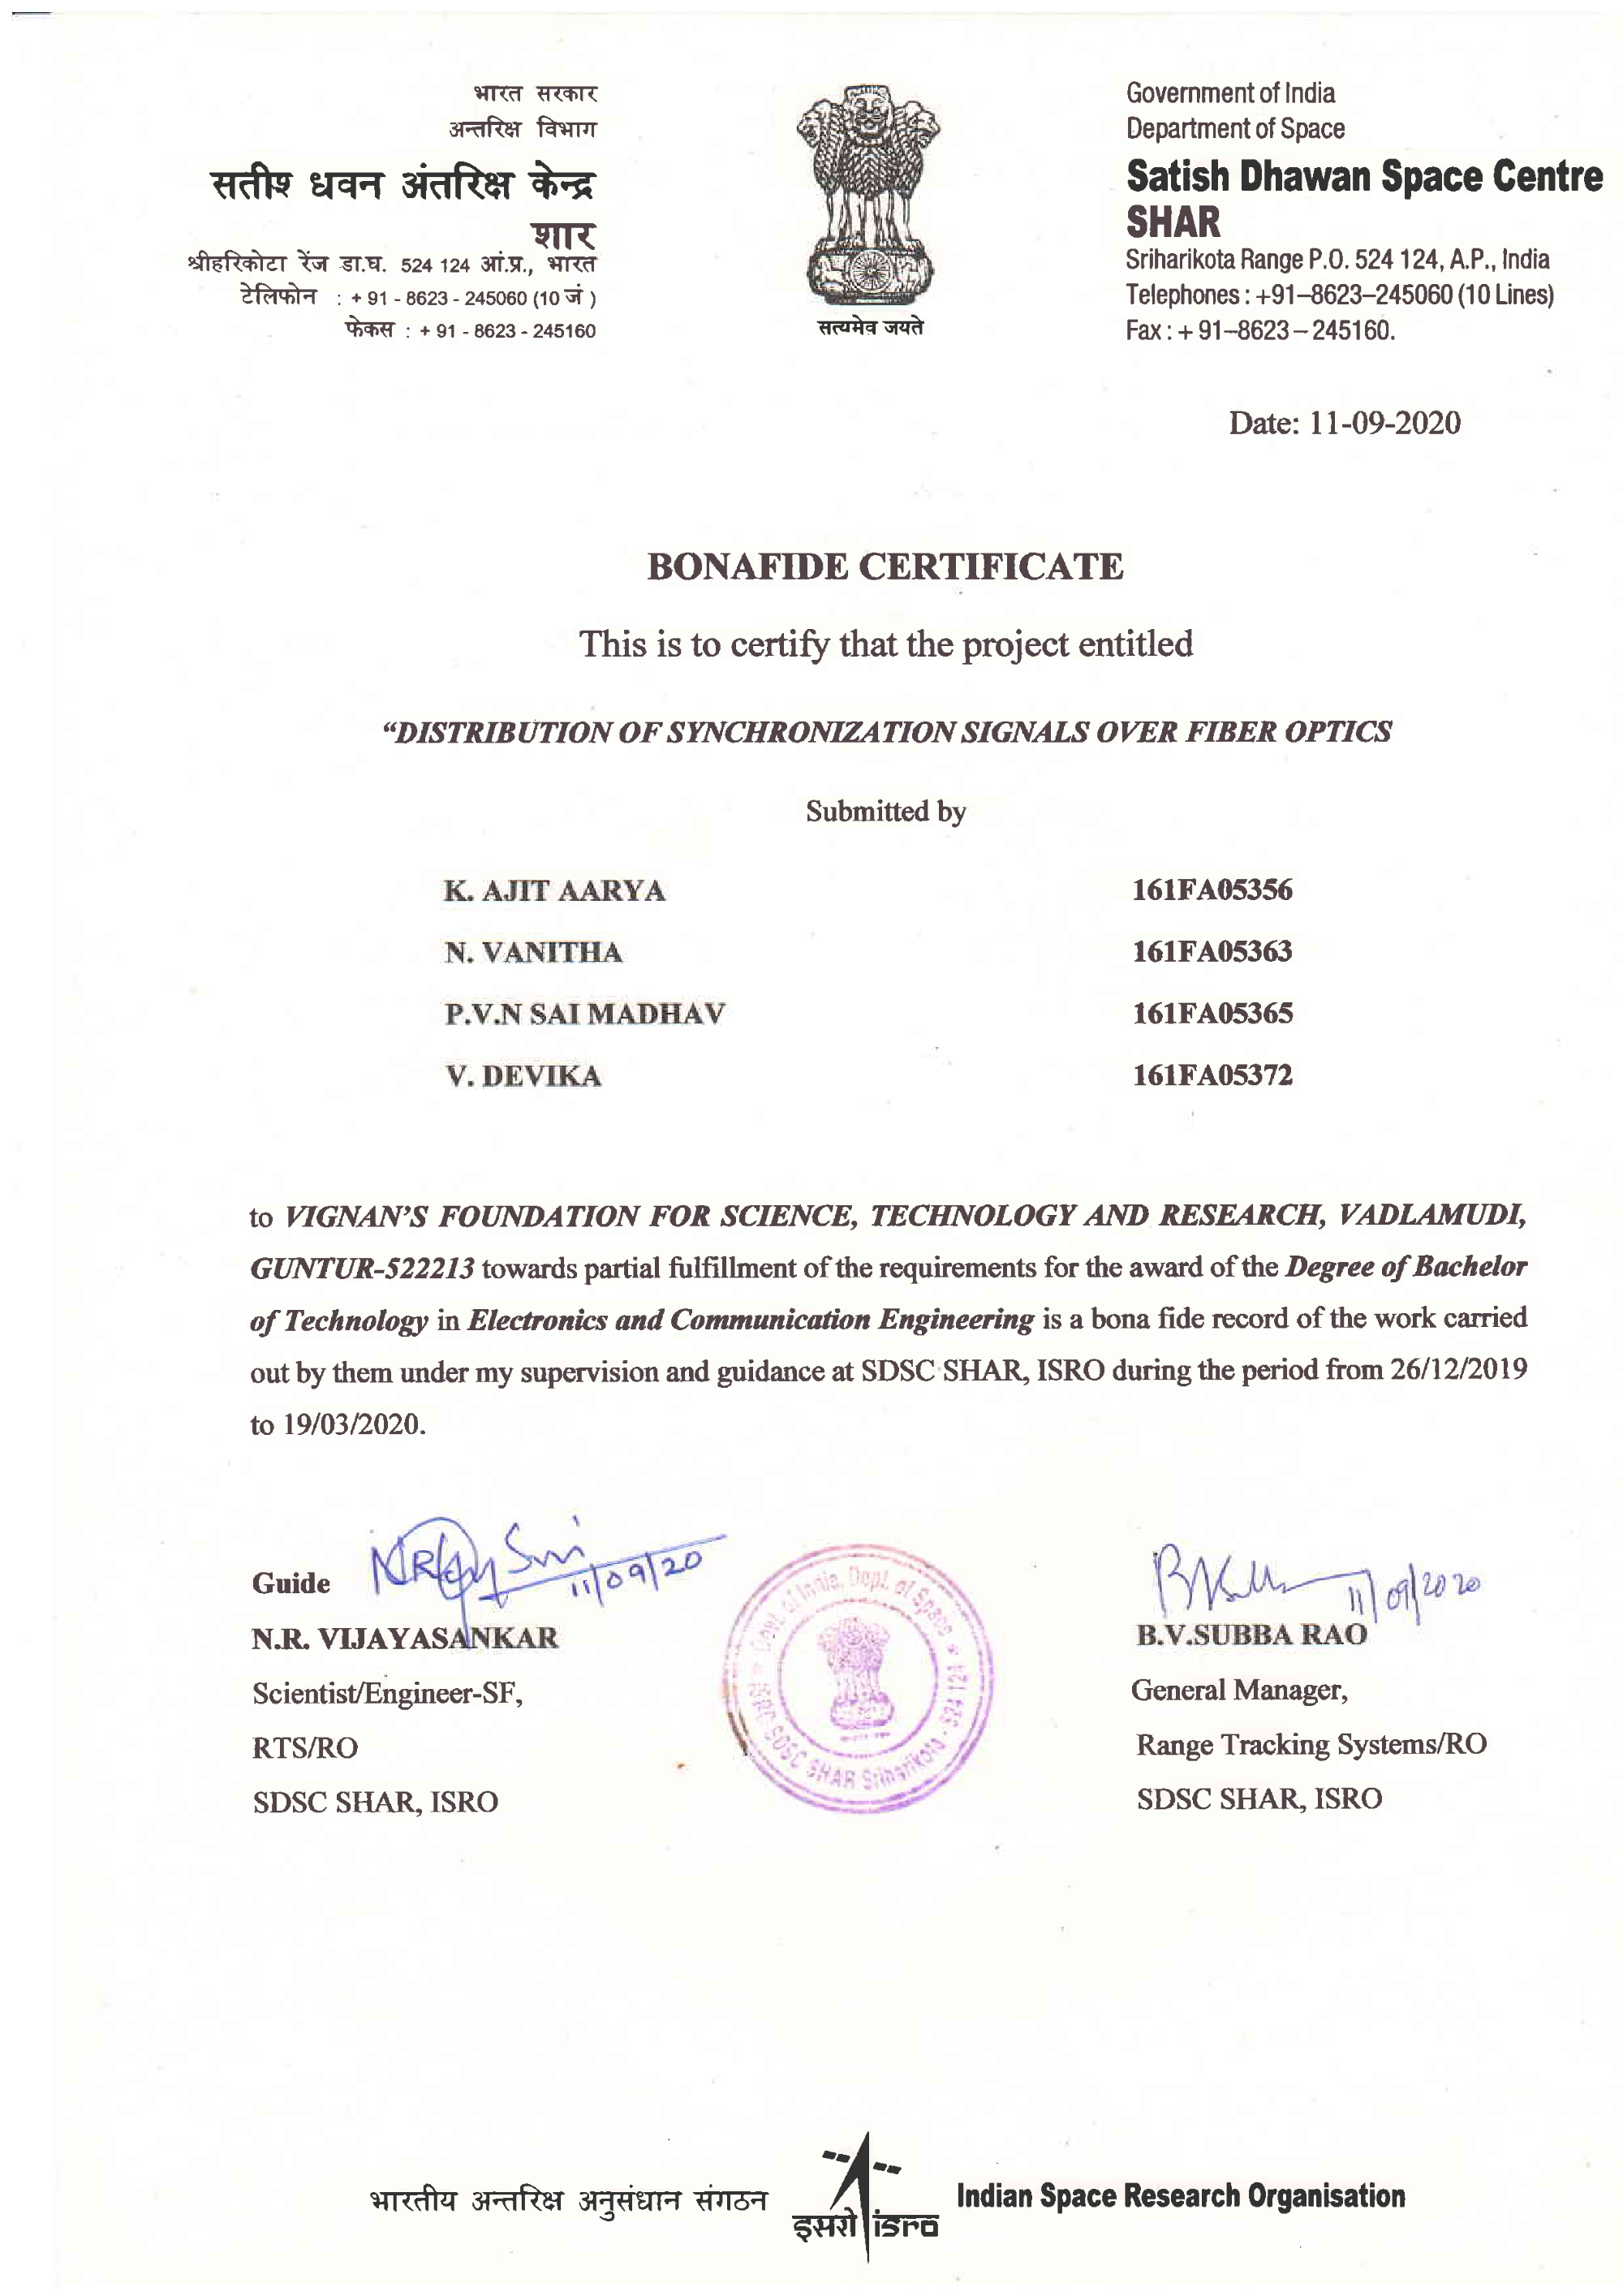 भारत सरकार
अन्तरिक्ष विभाग
सतीश धवन अंतरिक्ष केन्द्र
शार
श्रीहरिकोटा रेंज डा.घ. 524 124 आं.प्र., भारत
टेलिफोन : + 91 - 8623 - 245060 (10 जं )
फेकस : + 91 - 8623 - 245160
सत्यमेव जयते
Government of India
Department of Space
Satish Dhawan Space Centre
SHAR
Sriharikota Range P.O. 524 124, A.P., India
Telephones : +91–8623–245060 (10 Lines)
Fax : + 91–8623 – 245160.
Date: 11-09-2020
BONAFIDE CERTIFICATE
This is to certify that the project entitled
“DISTRIBUTION OF SYNCHRONIZATION SIGNALS OVER FIBER OPTICS
Submitted by
K. AJIT AARYA 161FA05356
N. VANITHA 161FA05363
P.V.N SAI MADHAV 161FA05365
V. DEVIKA 161FA05372
to VIGNAN’S FOUNDATION FOR SCIENCE, TECHNOLOGY AND RESEARCH, VADLAMUDI,
GUNTUR-522213 towards partial fulfillment of the requirements for the award of the Degree of Bachelor
of Technology in Electronics and Communication Engineering is a bona fide record of the work carried
out by them under my supervision and guidance at SDSC SHAR, ISRO during the period from 26/12/2019
to 19/03/2020.
Guide
11/09/20
N.R. VIJAYASANKAR
Scientist/Engineer-SF,
RTS/RO
SDSC SHAR, ISRO
Govt. of India, Dept. of Space * 524 124
ISRO-SDSC SHAR Sriharikota
11/09/2020
B.V.SUBBA RAO
General Manager,
Range Tracking Systems/RO
SDSC SHAR, ISRO
भारतीय अन्तरिक्ष अनुसंधान संगठन
इसरो isro
Indian Space Research Organisation